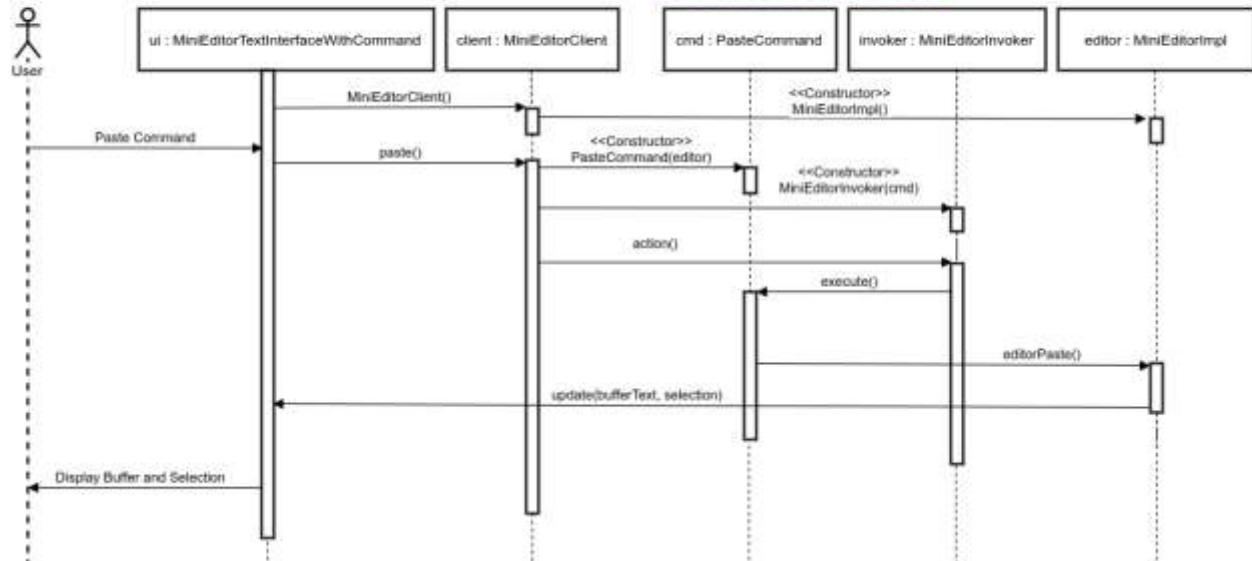 ui : MiniEditorTextInterfaceWithCommand
client : MiniEditorClient
cmd : PasteCommand
invoker : MiniEditorInvoker
editor : MiniEditorImpl
User
MiniEditorClient()
<<Constructor>>
MiniEditorImpl()
Paste Command
paste()
<<Constructor>>
PasteCommand(editor)
<<Constructor>>
MiniEditorInvoker(cmd)
action()
execute()
editorPaste()
update(bufferText, selection)
Display Buffer and Selection